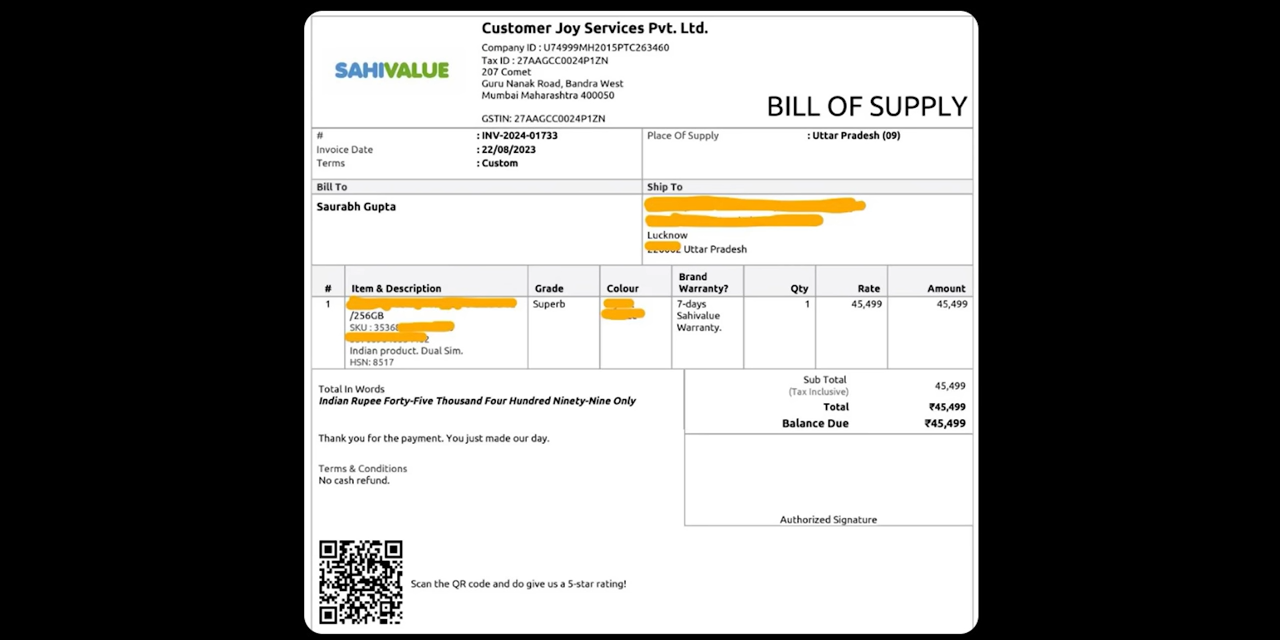 SAHIVALUE
Customer Joy Services Pvt. Ltd.
Company ID : U74999MH2015PTC263460
Tax ID : 27AAGCC0024P1ZN
207 Comet
Guru Nanak Road, Bandra West
Mumbai Maharashtra 400050
GSTIN: 27AAGCC0024P1ZN
BILL OF SUPPLY
# : INV-2024-01733
Invoice Date : 22/08/2023
Terms : Custom
Place Of Supply : Uttar Pradesh (09)
Bill To
Saurabh Gupta
Ship To
Lucknow
Uttar Pradesh
# Item & Description Grade Colour Brand Warranty? Qty Rate Amount
1 Superb 7-days 1 45,499 45,499
/256GB Sahivalue
SKU : 3536 Warranty.
Indian product. Dual Sim.
HSN: 8517
Total In Words
Indian Rupee Forty-Five Thousand Four Hundred Ninety-Nine Only
Thank you for the payment. You just made our day.
Terms & Conditions
No cash refund.
Sub Total 45,499
(Tax Inclusive)
Total ₹45,499
Balance Due ₹45,499
Authorized Signature
Scan the QR code and do give us a 5-star rating!